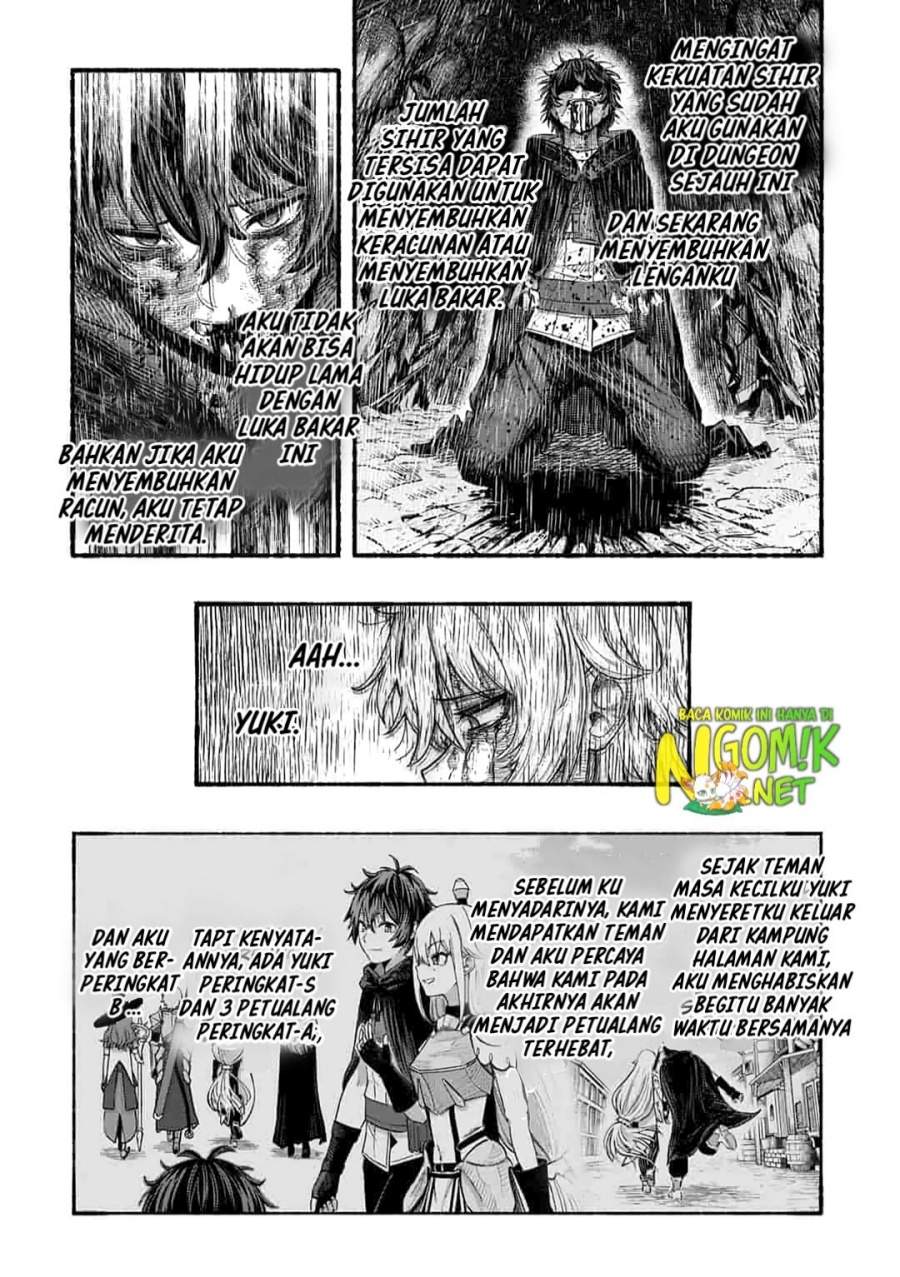 MENGINGAT
KEKUATAN SIHIR
YANG SUDAH
AKU GUNAKAN
DI DUNGEON
SEJAUH INI
DAN SEKARANG
MENYEMBUHKAN
LENGANKU
JUMLAH
SIHIR YANG
TERSISA DAPAT
DIGUNAKAN UNTUK
MENYEMBUHKAN
KERACUNAN ATAU
MENYEMBUHKAN
LUKA BAKAR.
AKU TIDAK
AKAN BISA
HIDUP LAMA
DENGAN
LUKA BAKAR
INI
BAHKAN JIKA AKU
MENYEMBUHKAN
RACUN, AKU TETAP
MENDERITA.
AAH...
YUKI.
BACA KOMIK INI HANYA DI
NGOMIK
.NET
SEJAK TEMAN
MASA KECILKU YUKI
MENYERETKU KELUAR
DARI KAMPUNG
HALAMAN KAMI,
AKU MENGHABISKAN
BEGITU BANYAK
WAKTU BERSAMANYA
SEBELUM KU
MENYADARINYA, KAMI
MENDAPATKAN TEMAN
DAN AKU PERCAYA
BAHWA KAMI PADA
AKHIRNYA AKAN
MENJADI PETUALANG
TERHEBAT,
TAPI KENYATA-
ANNYA, ADA YUKI
PERINGKAT-S
DAN 3 PETUALANG
PERINGKAT-A,
DAN AKU
YANG BER-
PERINGKAT
B...